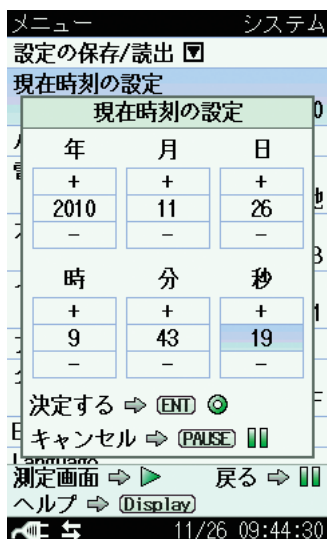 メニュー システム
設定の保存/読出
現在時刻の設定
現在時刻の設定
年 月 日
+ + +
2010 11 26
− − −
時 分 秒
+ + +
9 43 19
− − −
決定する ⇨ ENT
キャンセル ⇨ PAUSE
Language
測定画面 ⇨ 戻る ⇨
ヘルプ ⇨ Display
11/26 09:44:30